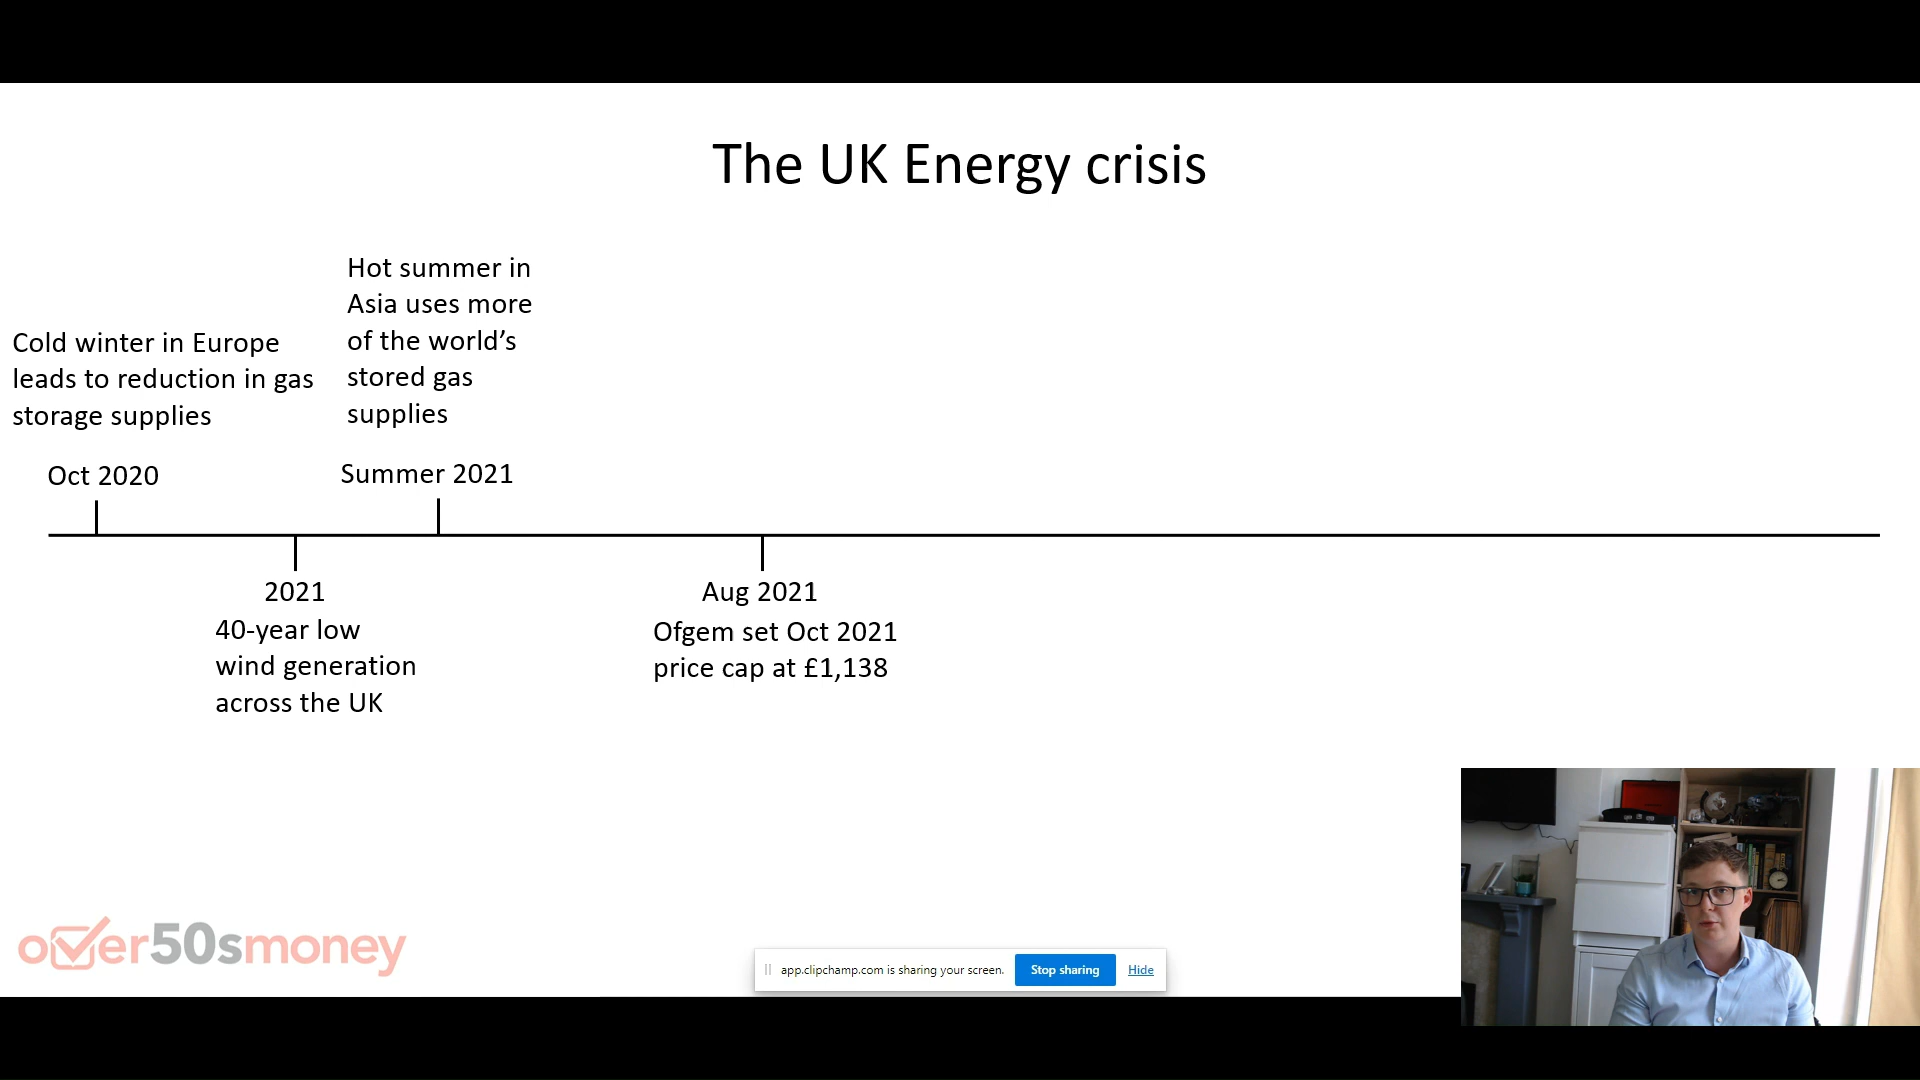 The UK Energy crisis
Cold winter in Europe
leads to reduction in gas
storage supplies
Oct 2020
Hot summer in
Asia uses more
of the world’s
stored gas
supplies
Summer 2021
2021
40-year low
wind generation
across the UK
Aug 2021
Ofgem set Oct 2021
price cap at £1,138
over50smoney
app.clipchamp.com is sharing your screen.
Stop sharing
Hide